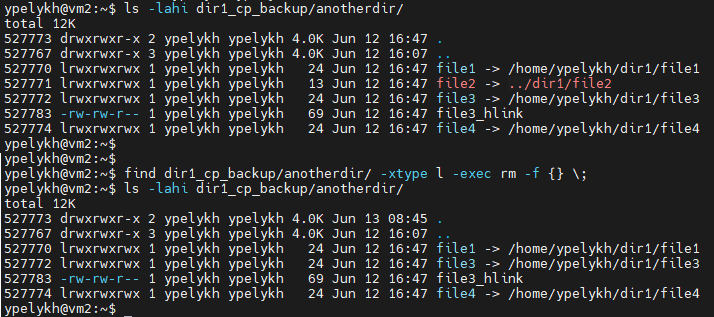 ypelykh@vm2:~$ ls -lahi dir1_cp_backup/anotherdir/
total 12K
527773 drwxrwxr-x 2 ypelykh ypelykh 4.0K Jun 12 16:47 .
527767 drwxrwxr-x 3 ypelykh ypelykh 4.0K Jun 12 16:07 ..
527770 lrwxrwxrwx 1 ypelykh ypelykh   24 Jun 12 16:47 file1 -> /home/ypelykh/dir1/file1
527771 lrwxrwxrwx 1 ypelykh ypelykh   13 Jun 12 16:47 file2 -> ../dir1/file2
527772 lrwxrwxrwx 1 ypelykh ypelykh   24 Jun 12 16:47 file3 -> /home/ypelykh/dir1/file3
527783 -rw-rw-r-- 1 ypelykh ypelykh   69 Jun 12 16:47 file3_hlink
527774 lrwxrwxrwx 1 ypelykh ypelykh   24 Jun 12 16:47 file4 -> /home/ypelykh/dir1/file4
ypelykh@vm2:~$
ypelykh@vm2:~$
ypelykh@vm2:~$ find dir1_cp_backup/anotherdir/ -xtype l -exec rm -f {} \;
ypelykh@vm2:~$ ls -lahi dir1_cp_backup/anotherdir/
total 12K
527773 drwxrwxr-x 2 ypelykh ypelykh 4.0K Jun 13 08:45 .
527767 drwxrwxr-x 3 ypelykh ypelykh 4.0K Jun 12 16:07 ..
527770 lrwxrwxrwx 1 ypelykh ypelykh   24 Jun 12 16:47 file1 -> /home/ypelykh/dir1/file1
527772 lrwxrwxrwx 1 ypelykh ypelykh   24 Jun 12 16:47 file3 -> /home/ypelykh/dir1/file3
527783 -rw-rw-r-- 1 ypelykh ypelykh   69 Jun 12 16:47 file3_hlink
527774 lrwxrwxrwx 1 ypelykh ypelykh   24 Jun 12 16:47 file4 -> /home/ypelykh/dir1/file4
ypelykh@vm2:~$ _